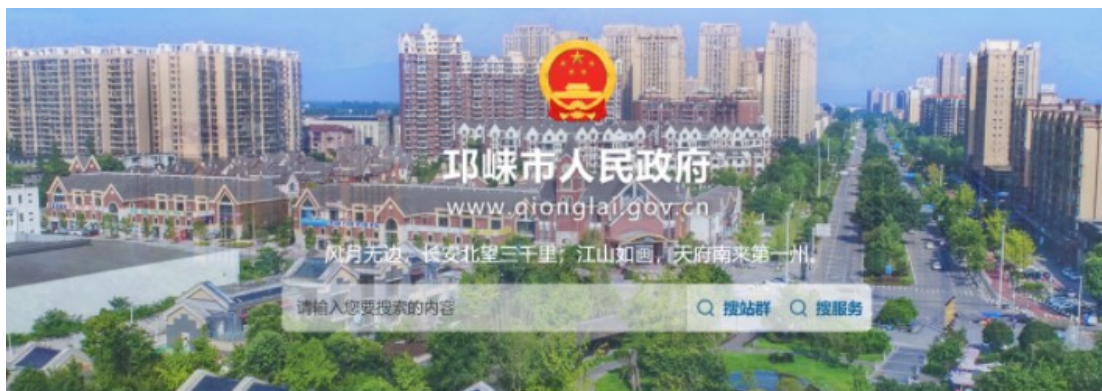 邛崃市人民政府
www.qionglai.gov.cn
风月无边，长安北望三千里；江山如画，天府南来第一州。
请输入您要搜索的内容 搜站群 搜服务